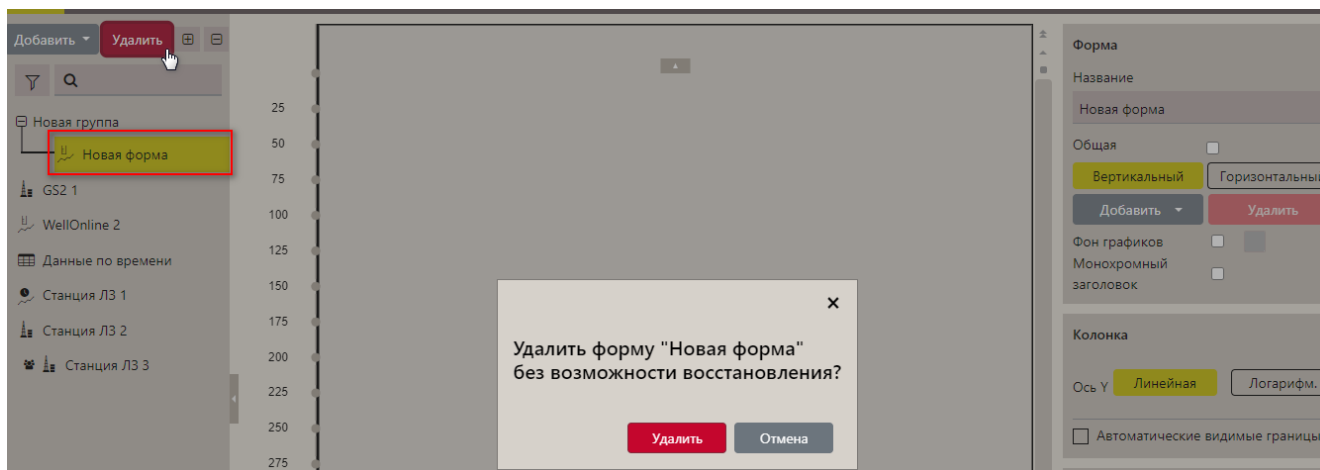 Добавить Удалить
Новая группа
Новая форма
GS2 1
WellOnline 2
Данные по времени
Станция ЛЗ 1
Станция ЛЗ 2
Станция ЛЗ 3
25
50
75
100
125
150
175
200
225
250
275
Удалить форму "Новая форма"
без возможности восстановления?
Удалить Отмена
Форма
Название
Новая форма
Общая
Вертикальный Горизонтальны
Добавить Удалить
Фон графиков
Монохромный
заголовок
Колонка
Ось Y Линейная Логарифм.
Автоматические видимые границы